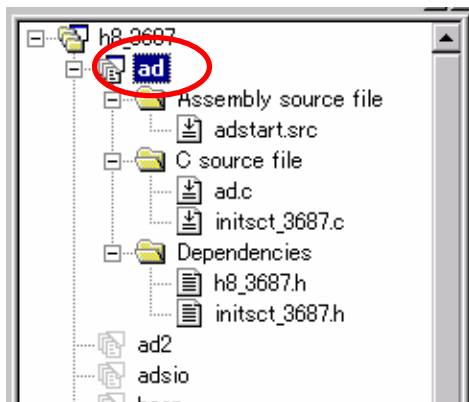 h8_3687
ad
Assembly source file
adstart.src
C source file
ad.c
initsct_3687.c
Dependencies
h8_3687.h
initsct_3687.h
ad2
adsio